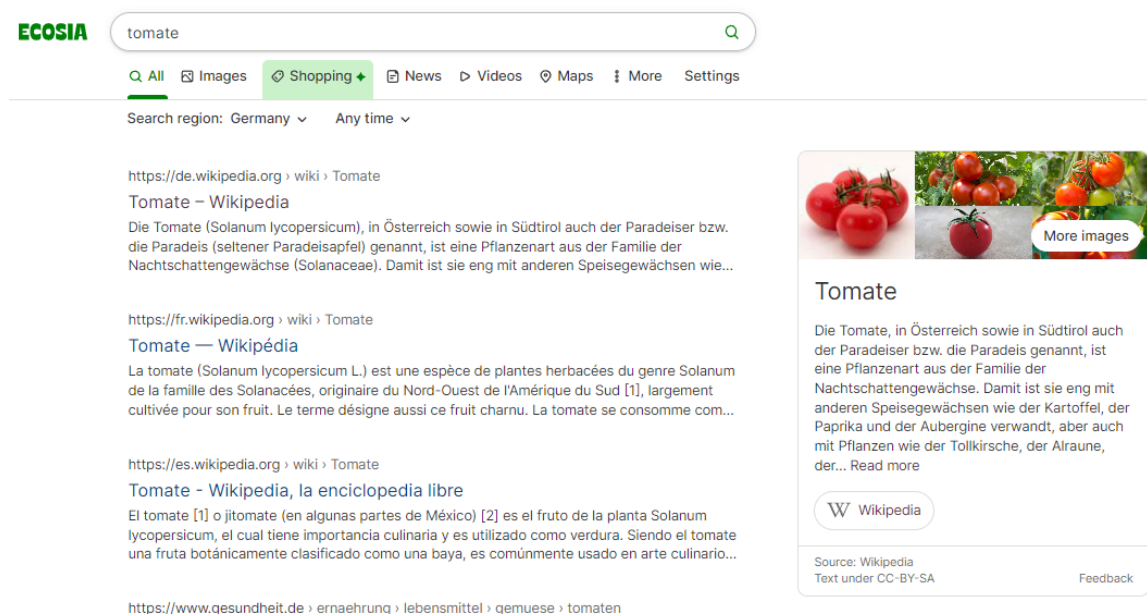 ECOSIA
tomate
All Images Shopping News Videos Maps More Settings
Search region: Germany Any time
https://de.wikipedia.org › wiki › Tomate
Tomate – Wikipedia
Die Tomate (Solanum lycopersicum), in Österreich sowie in Südtirol auch der Paradeiser bzw.
die Paradeis (seltener Paradeisapfel) genannt, ist eine Pflanzenart aus der Familie der
Nachtschattengewächse (Solanaceae). Damit ist sie eng mit anderen Speisegewächsen wie...
https://fr.wikipedia.org › wiki › Tomate
Tomate — Wikipédia
La tomate (Solanum lycopersicum L.) est une espèce de plantes herbacées du genre Solanum
de la famille des Solanacées, originaire du Nord-Ouest de l'Amérique du Sud [1], largement
cultivée pour son fruit. Le terme désigne aussi ce fruit charnu. La tomate se consomme com...
https://es.wikipedia.org › wiki › Tomate
Tomate - Wikipedia, la enciclopedia libre
El tomate [1] o jitomate (en algunas partes de México) [2] es el fruto de la planta Solanum
lycopersicum, el cual tiene importancia culinaria y es utilizado como verdura. Siendo el tomate
una fruta botánicamente clasificado como una baya, es comúnmente usado en arte culinario...
https://www.gesundheit.de › ernaehrung › lebensmittel › gemuese › tomaten
More images
Tomate
Die Tomate, in Österreich sowie in Südtirol auch
der Paradeiser bzw. die Paradeis genannt, ist
eine Pflanzenart aus der Familie der
Nachtschattengewächse. Damit ist sie eng mit
anderen Speisegewächsen wie der Kartoffel, der
Paprika und der Aubergine verwandt, aber auch
mit Pflanzen wie der Tollkirsche, der Alraune,
der... Read more
W Wikipedia
Source: Wikipedia
Text under CC-BY-SA Feedback